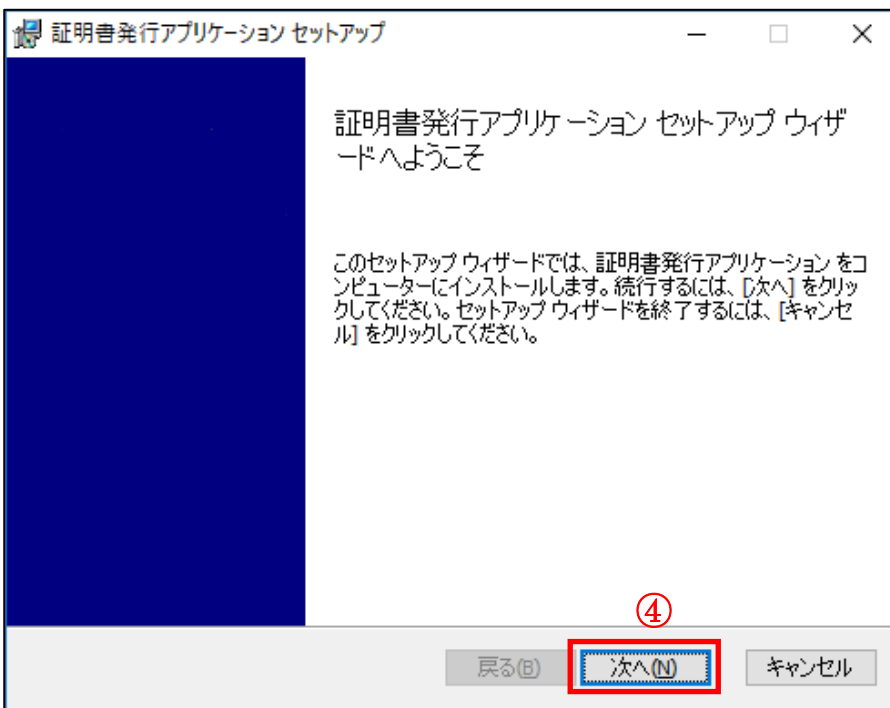 証明書発行アプリケーション セットアップ
証明書発行アプリケーション セットアップ ウィザ
ードへようこそ
このセットアップ ウィザードでは、証明書発行アプリケーション をコ
ンピューターにインストールします。続行するには、[次へ] をクリッ
クしてください。セットアップ ウィザードを終了するには、[キャンセ
ル] をクリックしてください。
④
戻る(B) 次へ(N) キャンセル